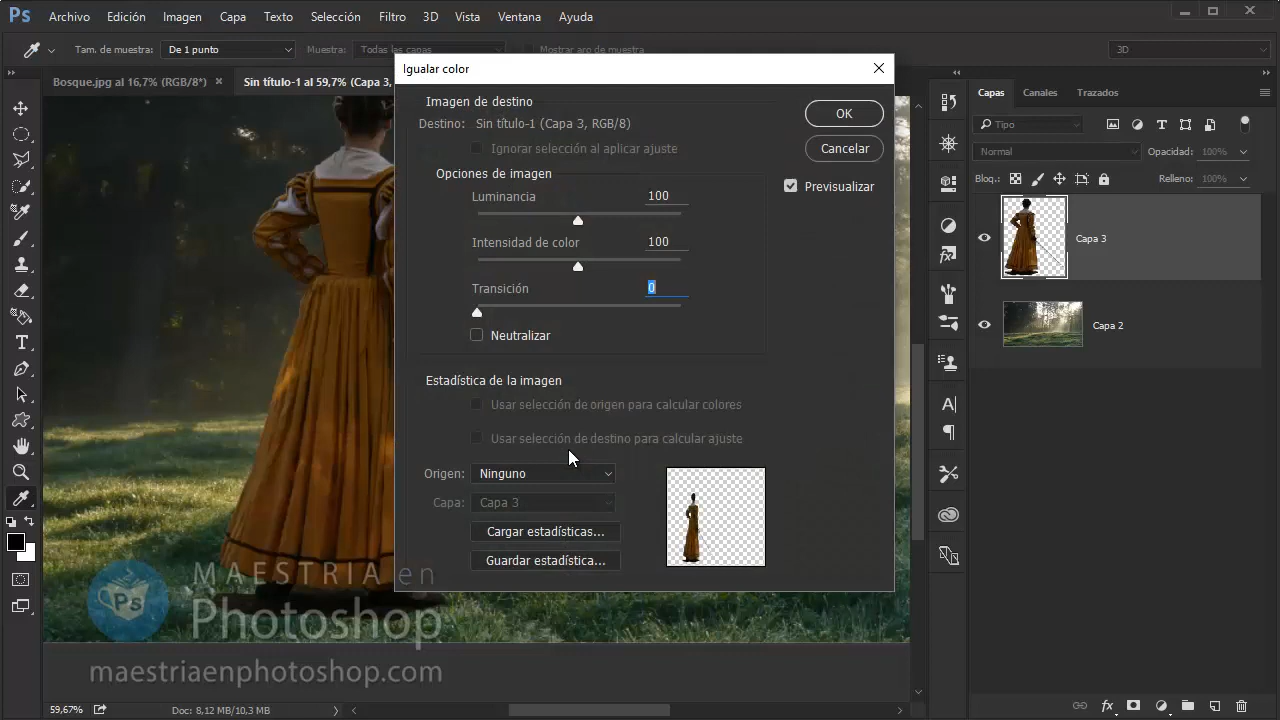 Ps Archivo Edición Imagen Capa Texto Selección Filtro 3D Vista Ventana Ayuda
Tam. de muestra: De 1 punto Muestra: Todas las capas Mostrar aro de muestra 3D
Bosque.jpg al 16,7% (RGB/8*) × Sin título-1 al 59,7% (Capa 3,
Igualar color
Imagen de destino
Destino: Sin título-1 (Capa 3, RGB/8)
Ignorar selección al aplicar ajuste
Opciones de imagen
Luminancia 100
Intensidad de color 100
Transición 0
Neutralizar
Estadística de la imagen
Usar selección de origen para calcular colores
Usar selección de destino para calcular ajuste
Origen: Ninguno
Capa: Capa 3
Cargar estadísticas...
Guardar estadística...
OK
Cancelar
Previsualizar
Capas Canales Trazados
Tipo
Normal Opacidad: 100%
Bloq.: Relleno: 100%
Capa 3
Capa 2
MAESTRIA en
Ps Photoshop
maestriaenphotoshop.com
59,67% Doc: 8,12 MB/10,3 MB